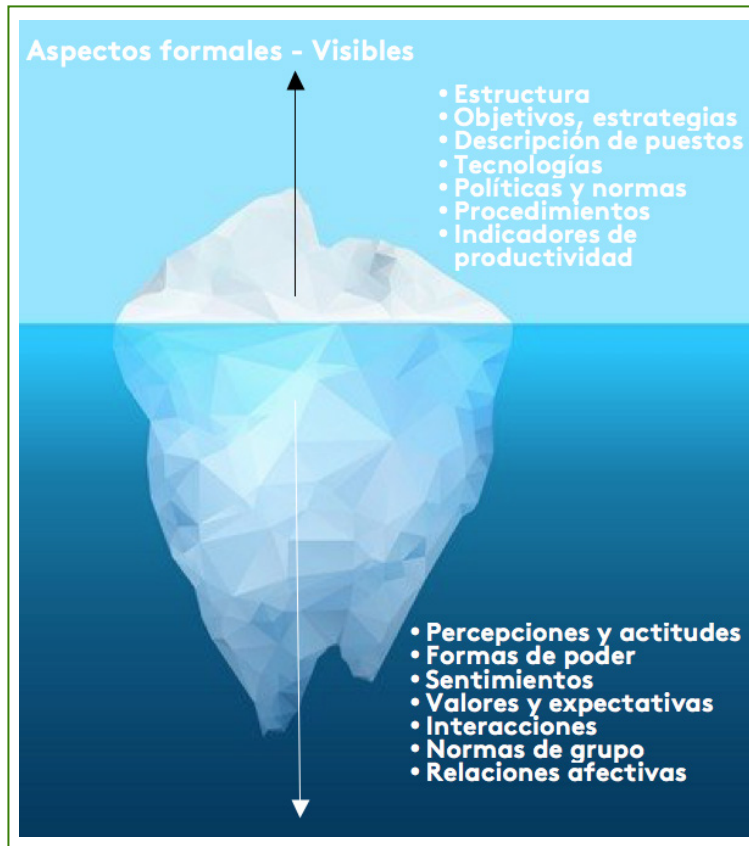 Aspectos formales - Visibles
• Estructura
• Objetivos, estrategias
• Descripción de puestos
• Tecnologías
• Políticas y normas
• Procedimientos
• Indicadores de
productividad
• Percepciones y actitudes
• Formas de poder
• Sentimientos
• Valores y expectativas
• Interacciones
• Normas de grupo
• Relaciones afectivas